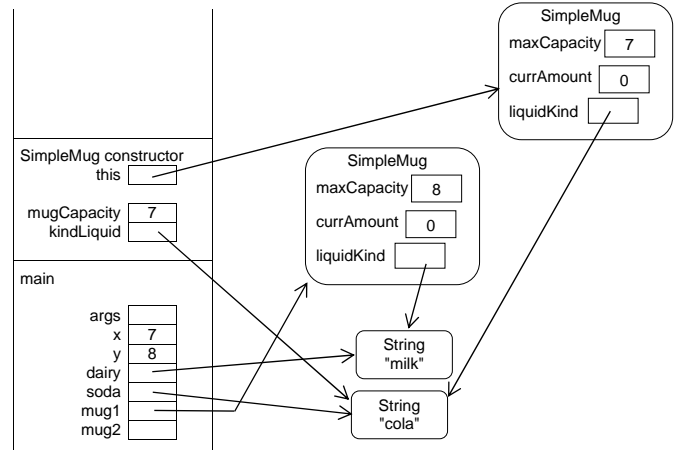 SimpleMug
maxCapacity 7
currAmount 0
liquidKind
SimpleMug constructor
this
mugCapacity 7
kindLiquid
SimpleMug
maxCapacity 8
currAmount 0
liquidKind
main
args
x 7
y 8
dairy
soda
mug1
mug2
String
"milk"
String
"cola"